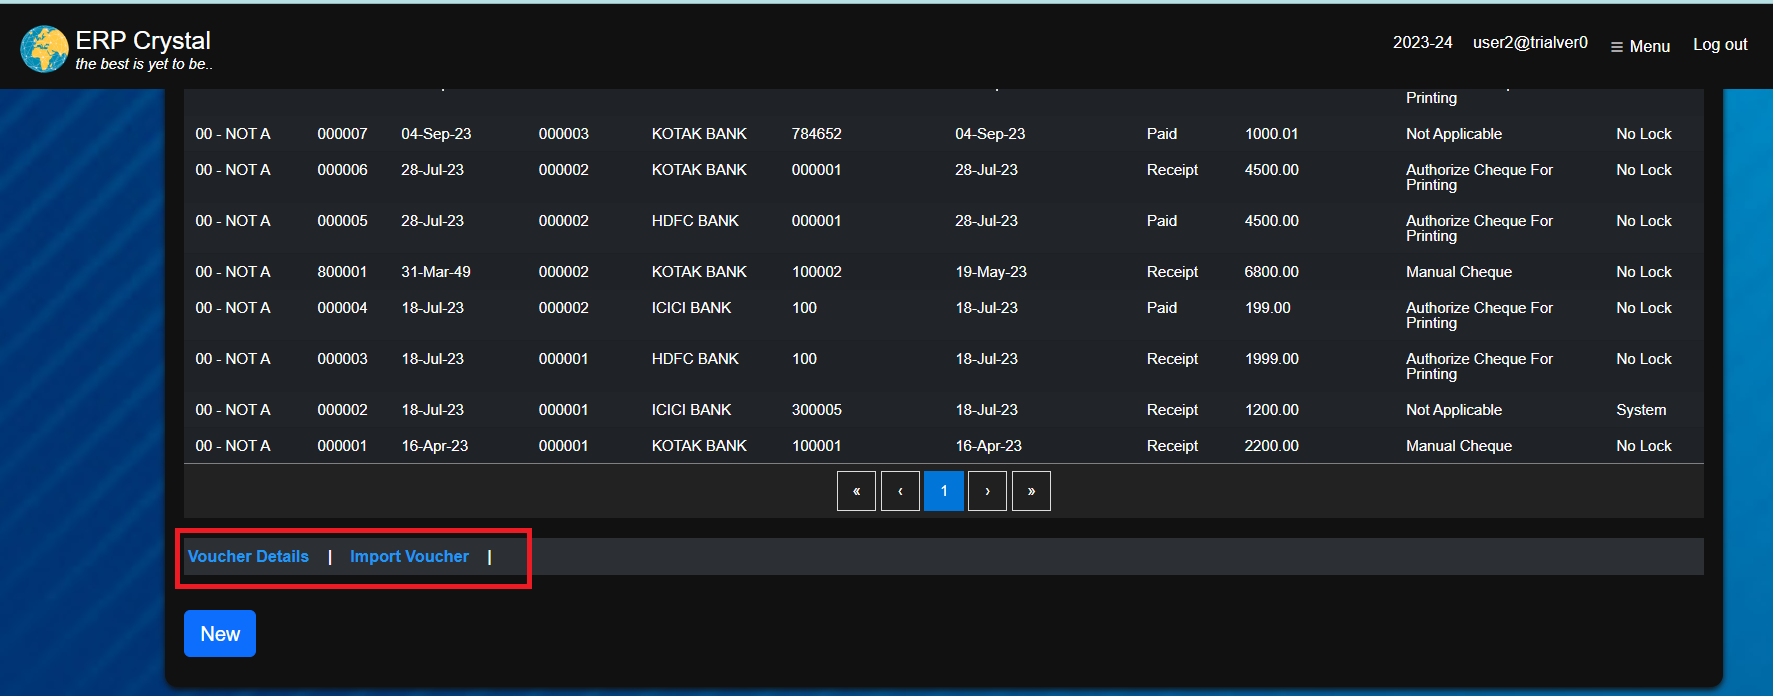 ERP Crystal
the best is yet to be..
2023-24 user2@trialver0 ☰ Menu Log out
Printing
00 - NOT A 000007 04-Sep-23 000003 KOTAK BANK 784652 04-Sep-23 Paid 1000.01 Not Applicable No Lock
00 - NOT A 000006 28-Jul-23 000002 KOTAK BANK 000001 28-Jul-23 Receipt 4500.00 Authorize Cheque For No Lock
Printing
00 - NOT A 000005 28-Jul-23 000002 HDFC BANK 000001 28-Jul-23 Paid 4500.00 Authorize Cheque For No Lock
Printing
00 - NOT A 800001 31-Mar-49 000002 KOTAK BANK 100002 19-May-23 Receipt 6800.00 Manual Cheque No Lock
00 - NOT A 000004 18-Jul-23 000002 ICICI BANK 100 18-Jul-23 Paid 199.00 Authorize Cheque For No Lock
Printing
00 - NOT A 000003 18-Jul-23 000001 HDFC BANK 100 18-Jul-23 Receipt 1999.00 Authorize Cheque For No Lock
Printing
00 - NOT A 000002 18-Jul-23 000001 ICICI BANK 300005 18-Jul-23 Receipt 1200.00 Not Applicable System
00 - NOT A 000001 16-Apr-23 000001 KOTAK BANK 100001 16-Apr-23 Receipt 2200.00 Manual Cheque No Lock
« ‹ 1 › »
Voucher Details | Import Voucher |
New